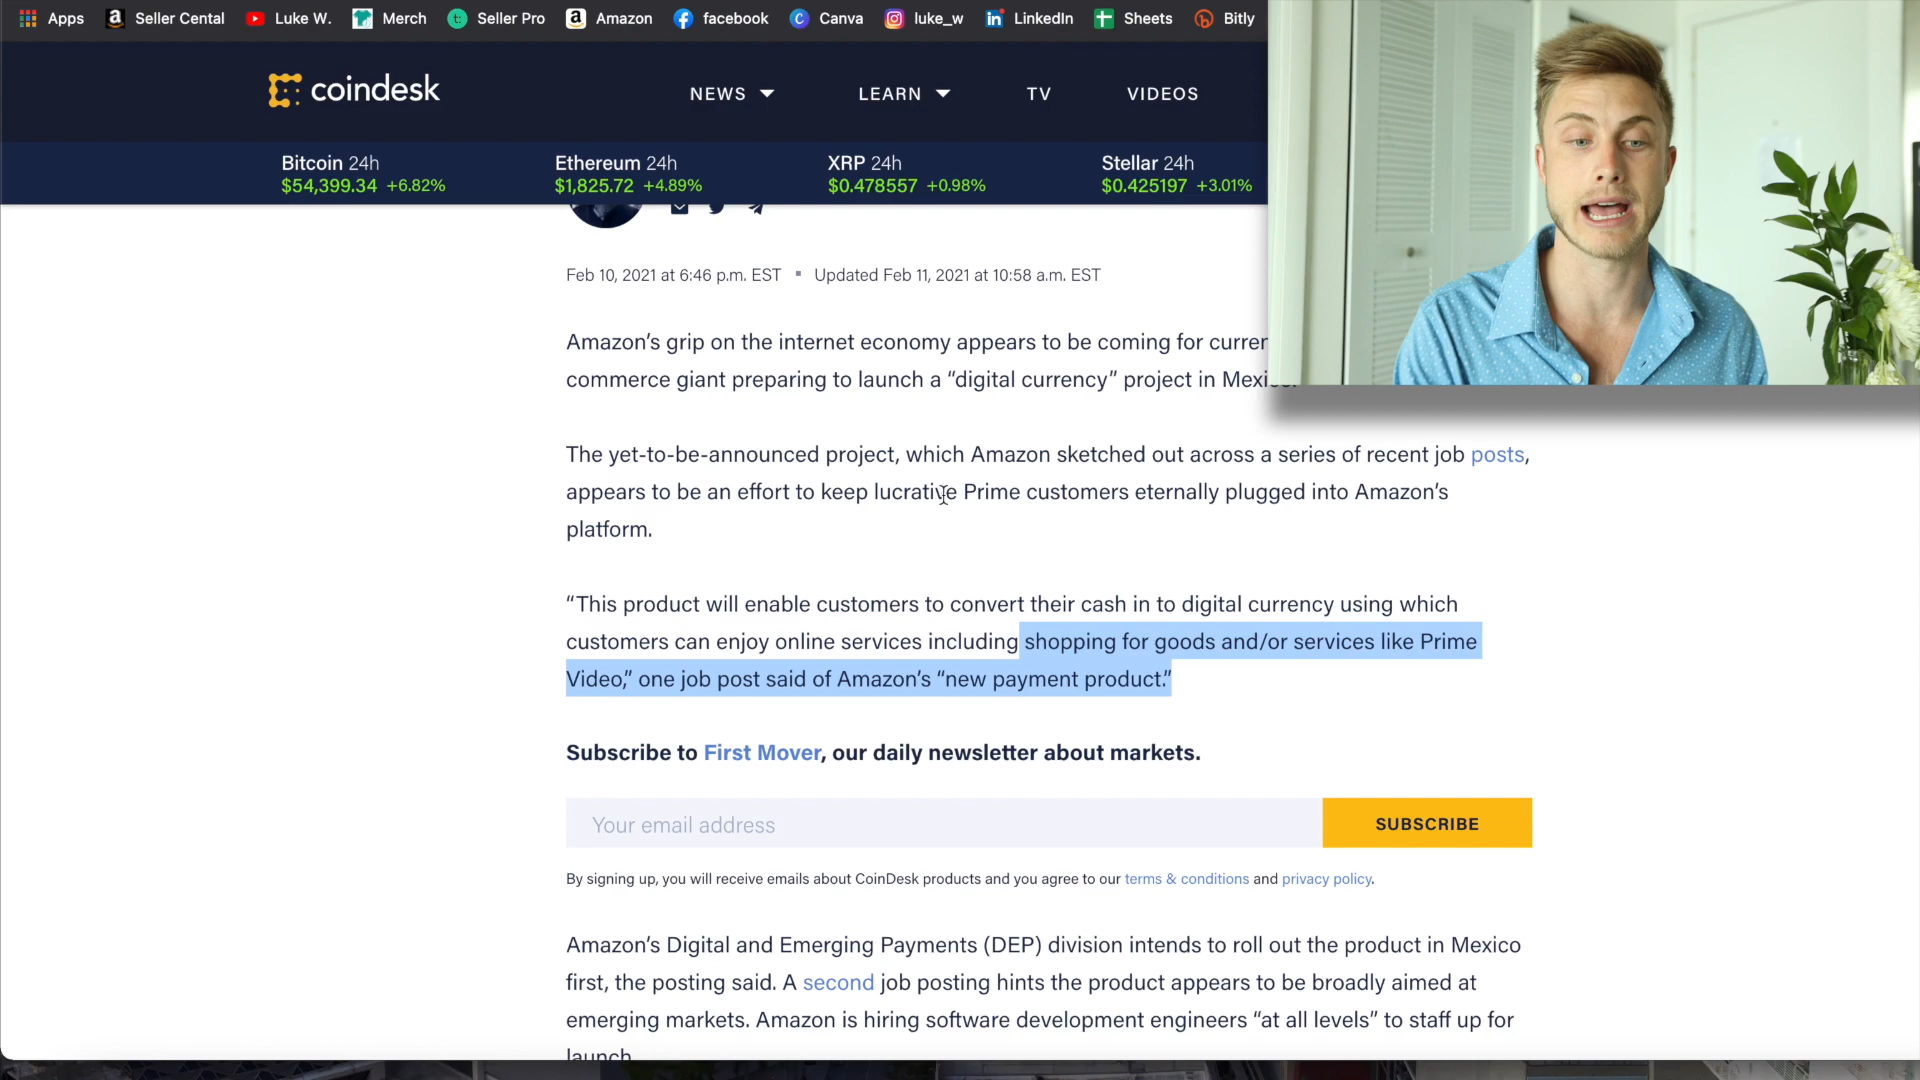 Apps Seller Cental Luke W. Merch Seller Pro Amazon facebook Canva luke_w LinkedIn Sheets Bitly
coindesk NEWS LEARN TV VIDEOS
Bitcoin 24h Ethereum 24h XRP 24h Stellar 24h
$54,399.34 +6.82% $1,825.72 +4.89% $0.478557 +0.98% $0.425197 +3.01%
Feb 10, 2021 at 6:46 p.m. EST ▪ Updated Feb 11, 2021 at 10:58 a.m. EST
Amazon’s grip on the internet economy appears to be coming for
commerce giant preparing to launch a “digital currency” project in Mexico.
The yet-to-be-announced project, which Amazon sketched out across a series of recent job posts,
appears to be an effort to keep lucrative Prime customers eternally plugged into Amazon’s
platform.
“This product will enable customers to convert their cash in to digital currency using which
customers can enjoy online services including shopping for goods and/or services like Prime
Video,” one job post said of Amazon’s “new payment product.”
Subscribe to First Mover, our daily newsletter about markets.
Your email address SUBSCRIBE
By signing up, you will receive emails about CoinDesk products and you agree to our terms & conditions and privacy policy.
Amazon’s Digital and Emerging Payments (DEP) division intends to roll out the product in Mexico
first, the posting said. A second job posting hints the product appears to be broadly aimed at
emerging markets. Amazon is hiring software development engineers “at all levels” to staff up for
launch.